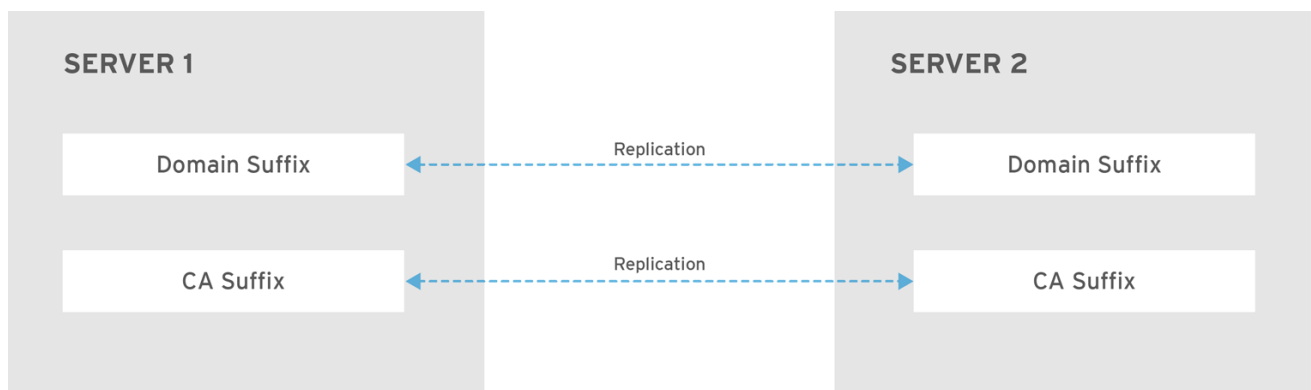 SERVER 1
SERVER 2
Domain Suffix
Replication
Domain Suffix
CA Suffix
Replication
CA Suffix